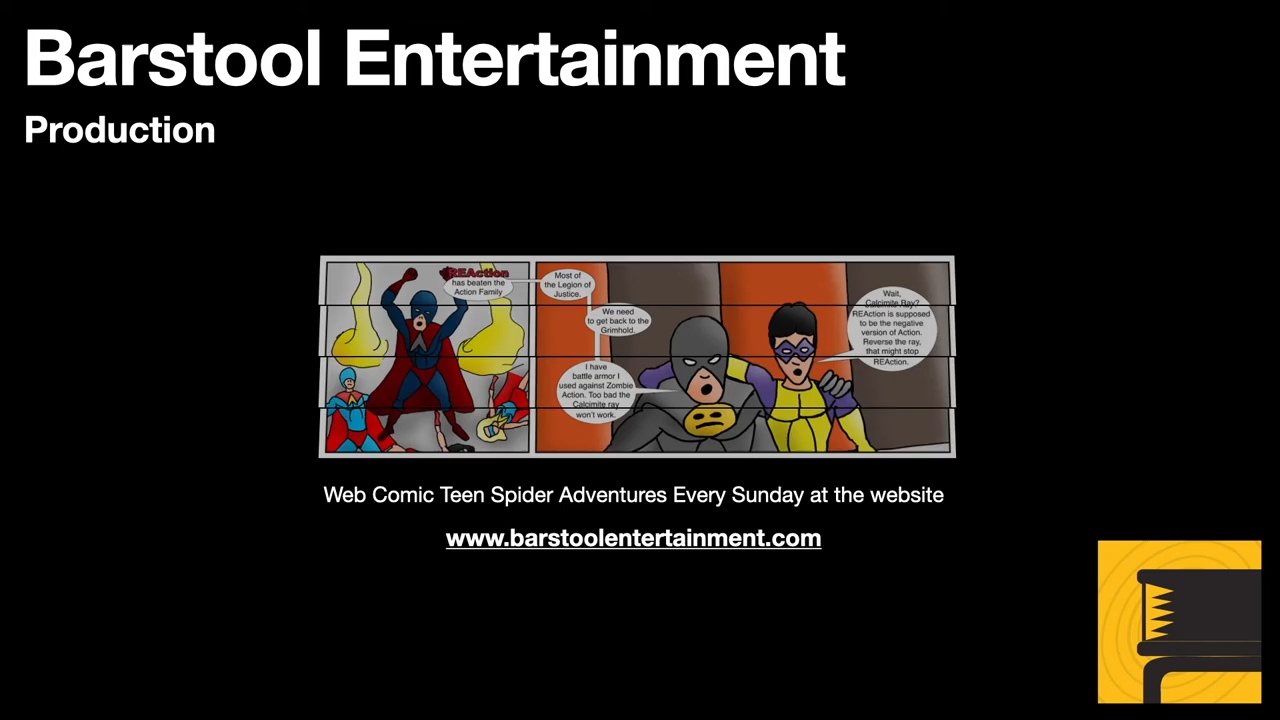 Barstool Entertainment
Production
REAction
has beaten the
Action Family
Most of
the Legion of
Justice.
We need
to get back to the
Grimhold.
I have
battle armor I
used against Zombie
Action. Too bad the
Calcimite ray
won't work.
Wait,
Calcimite Ray?
REAction is supposed
to be the negative
version of Action.
Reverse the ray,
that might stop
REAction.
A
A
Web Comic Teen Spider Adventures Every Sunday at the website
www.barstoolentertainment.com